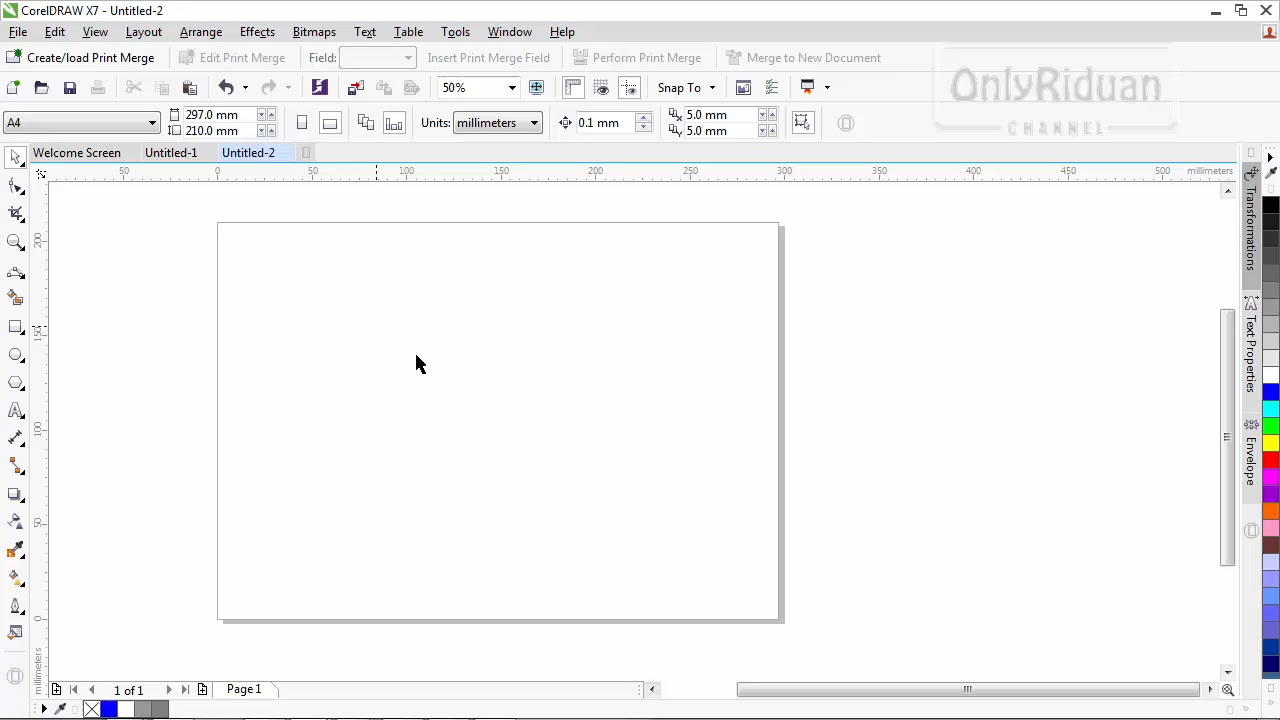 CorelDRAW X7 - Untitled-2
File Edit View Layout Arrange Effects Bitmaps Text Table Tools Window Help
Create/load Print Merge Edit Print Merge Field: Insert Print Merge Field Perform Print Merge Merge to New Document
50% Snap To
OnlyRiduan
CHANNEL
A4 297.0 mm 210.0 mm Units: millimeters 0.1 mm 5.0 mm 5.0 mm
Welcome Screen Untitled-1 Untitled-2
50 0 50 100 150 200 250 300 350 400 450 500 millimeters
200
150
100
50
0
millimeters
Transformations
Text Properties
Envelope
1 of 1 Page 1